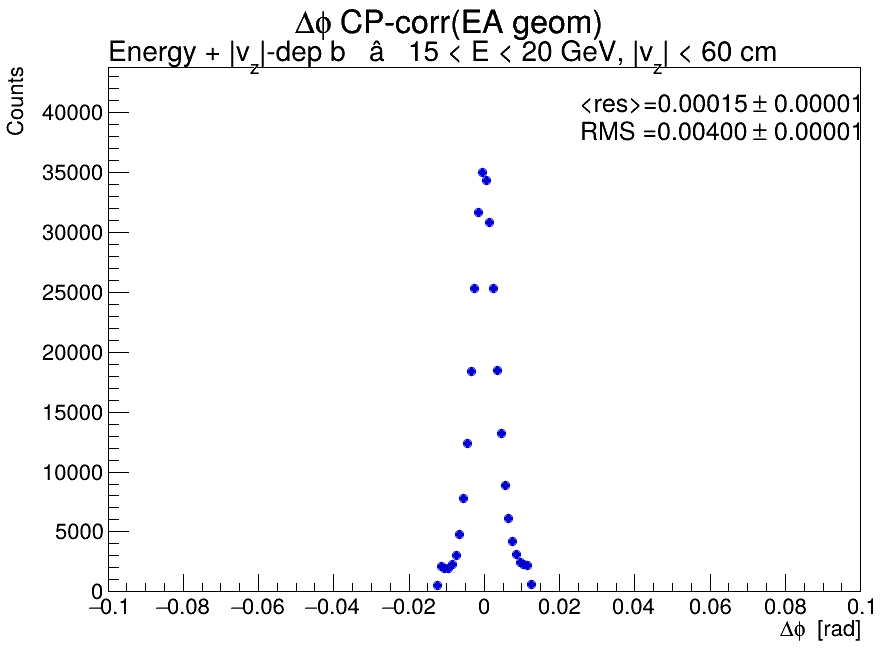 Δϕ CP-corr(EA geom)
Energy + |v_z|-dep b â 15 < E < 20 GeV, |v_z| < 60 cm
Counts
<res>=0.00015 ± 0.00001
RMS =0.00400 ± 0.00001
40000
35000
30000
25000
20000
15000
10000
5000
0
−0.1 −0.08 −0.06 −0.04 −0.02 0 0.02 0.04 0.06 0.08 0.1
Δϕ [rad]